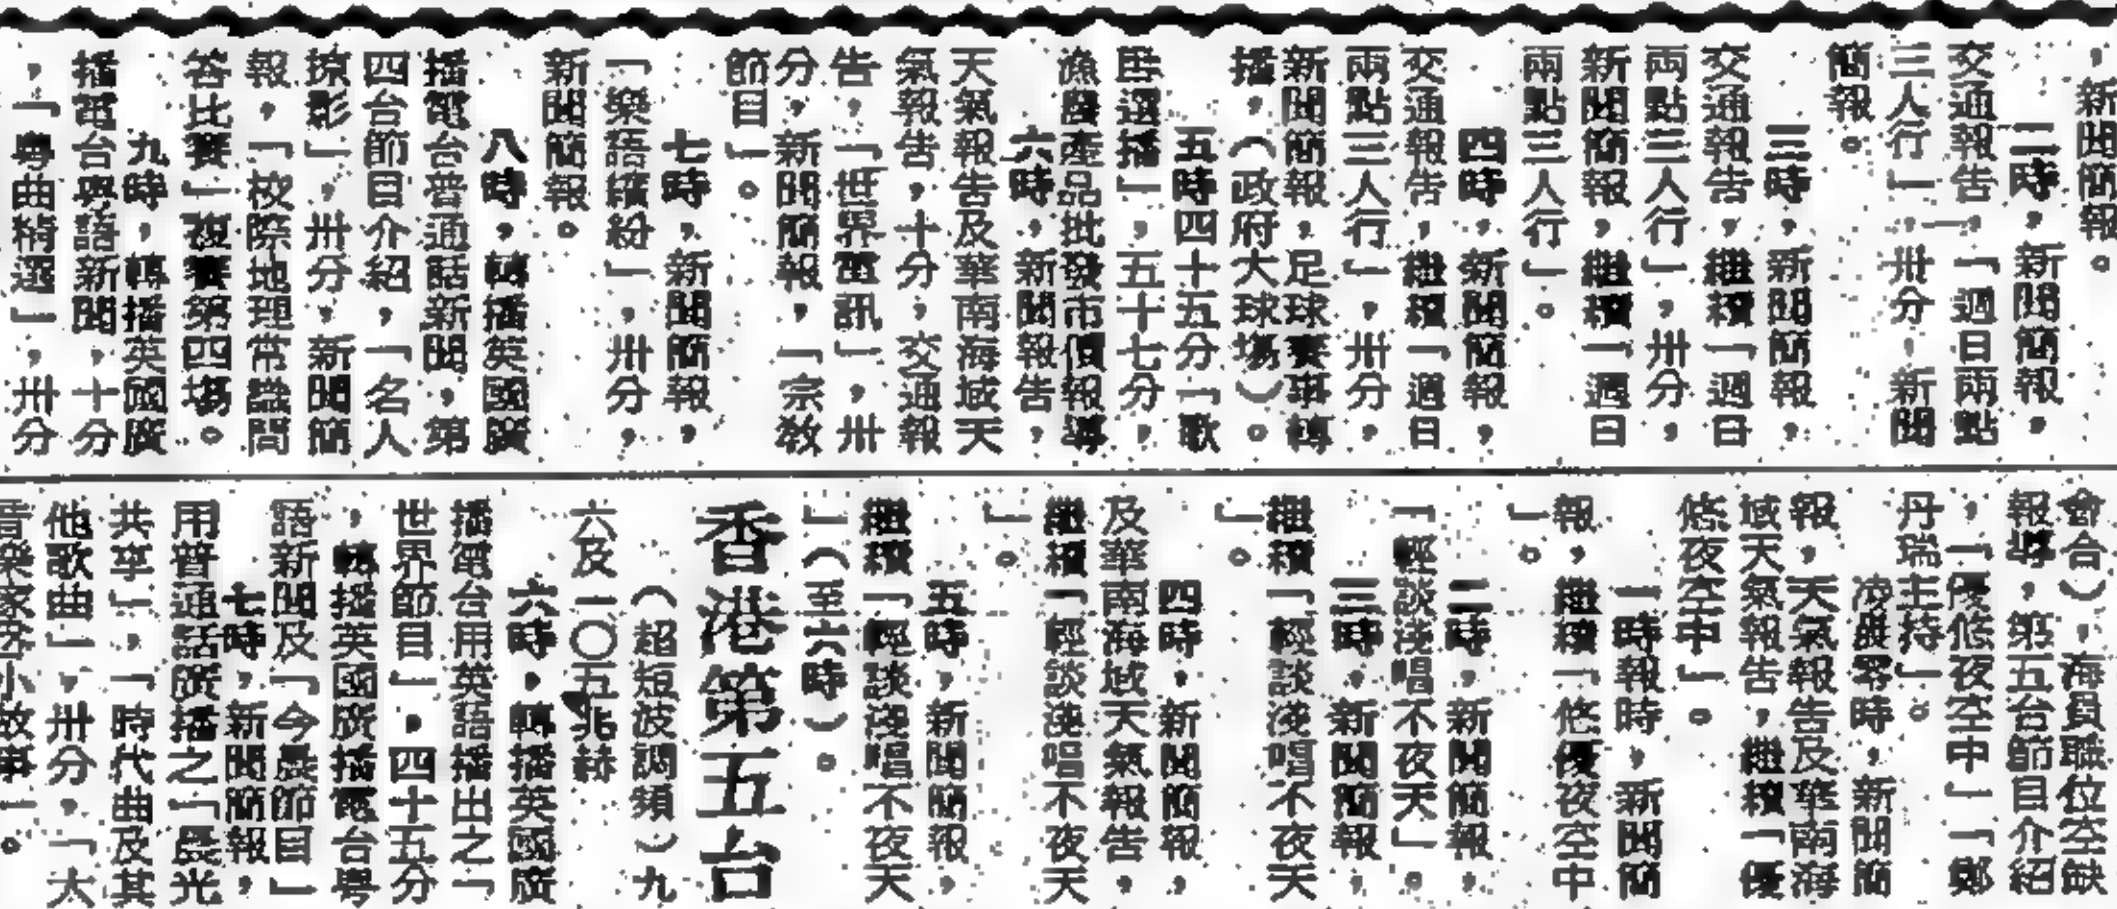 ，新聞簡報。
二時，新聞簡報，
交通報告，「週日兩點
三人行」，卅分，新聞
簡報。
三時，新聞簡報，
交通報告，繼續「週日
兩點三人行」，卅分，
新聞簡報，繼續「週日
兩點三人行」。
四時，新聞簡報，
交通報告，繼續「週日
兩點三人行」，卅分，
新聞簡報，足球賽事轉
播，（政府大球場）。
五時四十五分「歌
星選播」，五十七分，
漁農產品批發市價報導
六時，新聞報告，
天氣報告及華南海域天
氣報告，十分，交通報
告，「世界電訊」，卅
分，新聞簡報，「宗教
節目」。
七時，新聞簡報，
「樂語繽紛」，卅分，
新聞簡報。
八時，轉播英國廣
播電台普通話新聞，第
四台節目介紹，「名人
掠影」，卅分，新聞簡
報，「校際地理常識問
答比賽」複賽第四場。
九時，轉播英國廣
播電台粵語新聞，十分
，「粵曲精選」，卅分
會合），海員職位空缺
報導，第五台節目介紹
，「優悠夜空中」「鄭
丹瑞主持」。
凌晨零時，新聞簡
報，天氣報告及華南海
域天氣報告，繼續「優
悠夜空中」。
一時報時，新聞簡
報，繼續「悠優夜空中
」。
二時，新聞簡報，
「輕談淺唱不夜天」。
三時，新聞簡報，
繼續「輕談淺唱不夜天
」。
四時，新聞簡報，
及華南海域天氣報告，
繼續「輕談淺唱不夜天
」。
五時，新聞簡報，
繼續「輕談淺唱不夜天
」（至六時）。
香港第五台
（超短波調頻）九
六及一〇五兆赫
六時，轉播英國廣
播電台用英語播出之「
世界節目」，四十五分
，轉播英國廣播電台粵
語新聞及「今晨節目」
七時，新聞簡報，
用普通話廣播之「晨光
共享」，「時代曲及其
他歌曲」，卅分，「大
音樂家的小故事」。